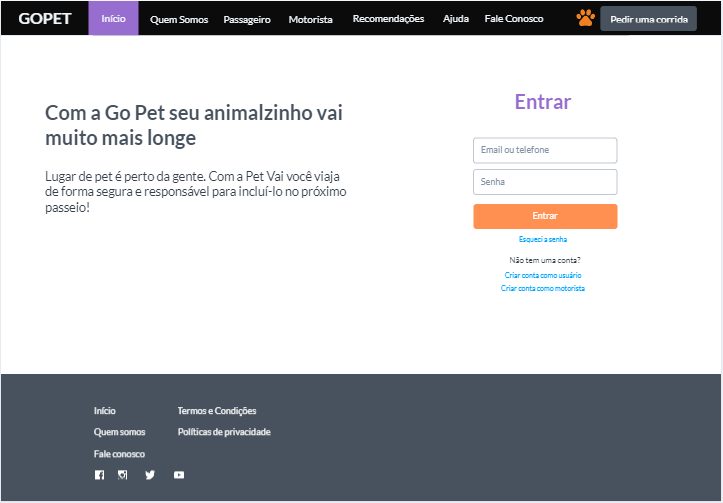 GOPET
Início
Quem Somos
Passageiro
Motorista
Recomendações
Ajuda
Fale Conosco
Pedir uma corrida
Com a Go Pet seu animalzinho vai
muito mais longe
Lugar de pet é perto da gente. Com a Pet Vai você viaja
de forma segura e responsável para incluí-lo no próximo
passeio!
Entrar
Email ou telefone
Senha
Entrar
Esqueci a senha
Não tem uma conta?
Criar conta como usuário
Criar conta como motorista
Início
Quem somos
Fale conosco
Termos e Condições
Políticas de privacidade